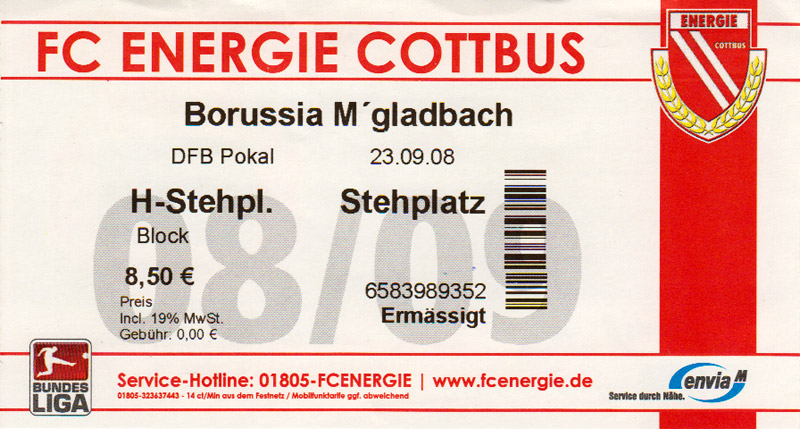 FC ENERGIE COTTBUS
ENERGIE
COTTBUS
Borussia M´gladbach
DFB Pokal 23.09.08
H-Stehpl. Stehplatz
Block
08/09
8,50 €
Preis
Incl. 19% MwSt.
Gebühr: 0,00 €
6583989352
Ermässigt
BUNDES
LIGA
Service-Hotline: 01805-FCENERGIE | www.fcenergie.de
01805-323637443 - 14 ct/Min aus dem Festnetz / Mobilfunktarife ggf. abweichend
enviaM
Service durch Nähe.